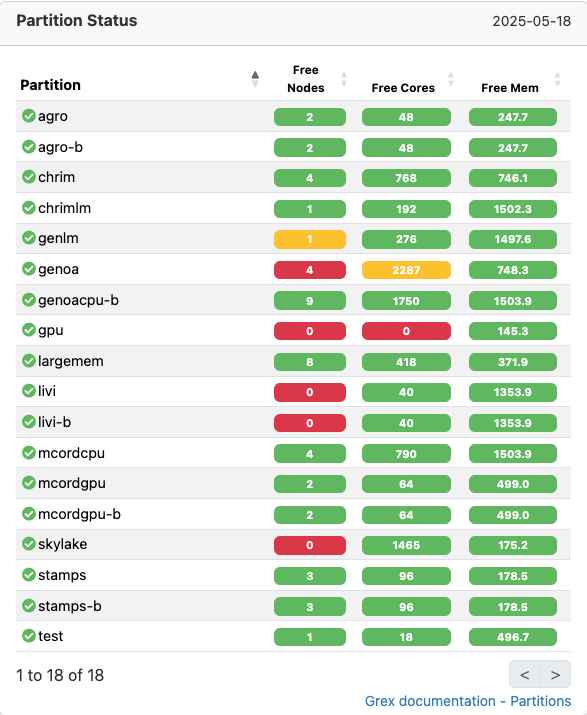 Partition Status 2025-05-18
Partition Free Nodes Free Cores Free Mem
agro 2 48 247.7
agro-b 2 48 247.7
chrim 4 768 746.1
chrimlm 1 192 1502.3
genlm 1 276 1497.6
genoa 4 2287 748.3
genoacpu-b 9 1750 1503.9
gpu 0 0 145.3
largemem 8 418 371.9
livi 0 40 1353.9
livi-b 0 40 1353.9
mcordcpu 4 790 1503.9
mcordgpu 2 64 499.0
mcordgpu-b 2 64 499.0
skylake 0 1465 175.2
stamps 3 96 178.5
stamps-b 3 96 178.5
test 1 18 496.7
1 to 18 of 18 < >
Grex documentation - Partitions